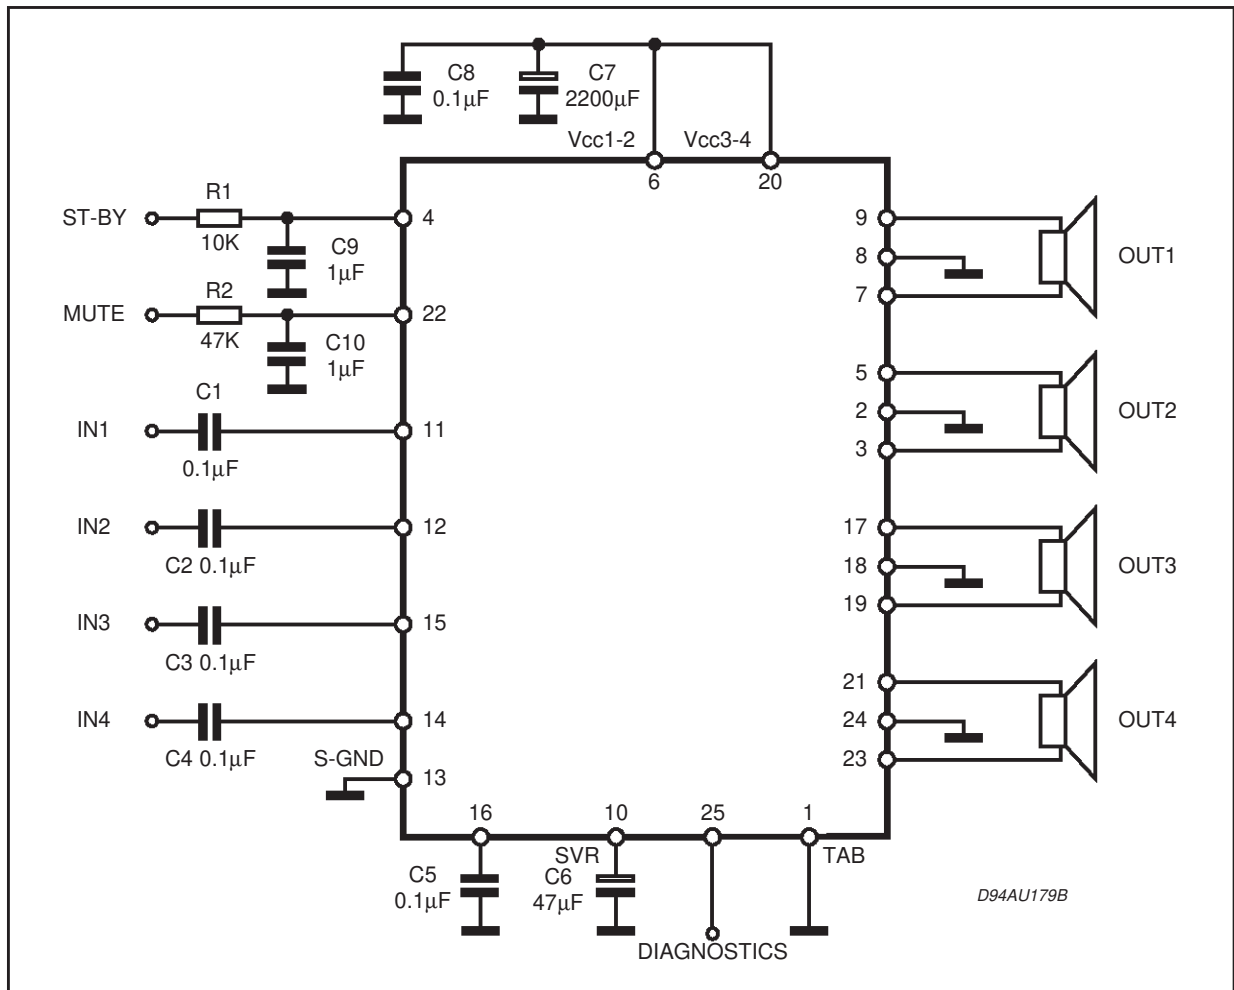 C8
0.1µF
C7
2200µF
Vcc1-2
Vcc3-4
6
20
ST-BY
R1
10K
4
C9
1µF
MUTE
R2
47K
22
C10
1µF
IN1
C1
0.1µF
11
IN2
C2 0.1µF
12
IN3
C3 0.1µF
15
IN4
C4 0.1µF
14
S-GND
13
9
8
7
OUT1
5
2
3
OUT2
17
18
19
OUT3
21
24
23
OUT4
16
10
25
1
SVR
TAB
C5
0.1µF
C6
47µF
DIAGNOSTICS
D94AU179B